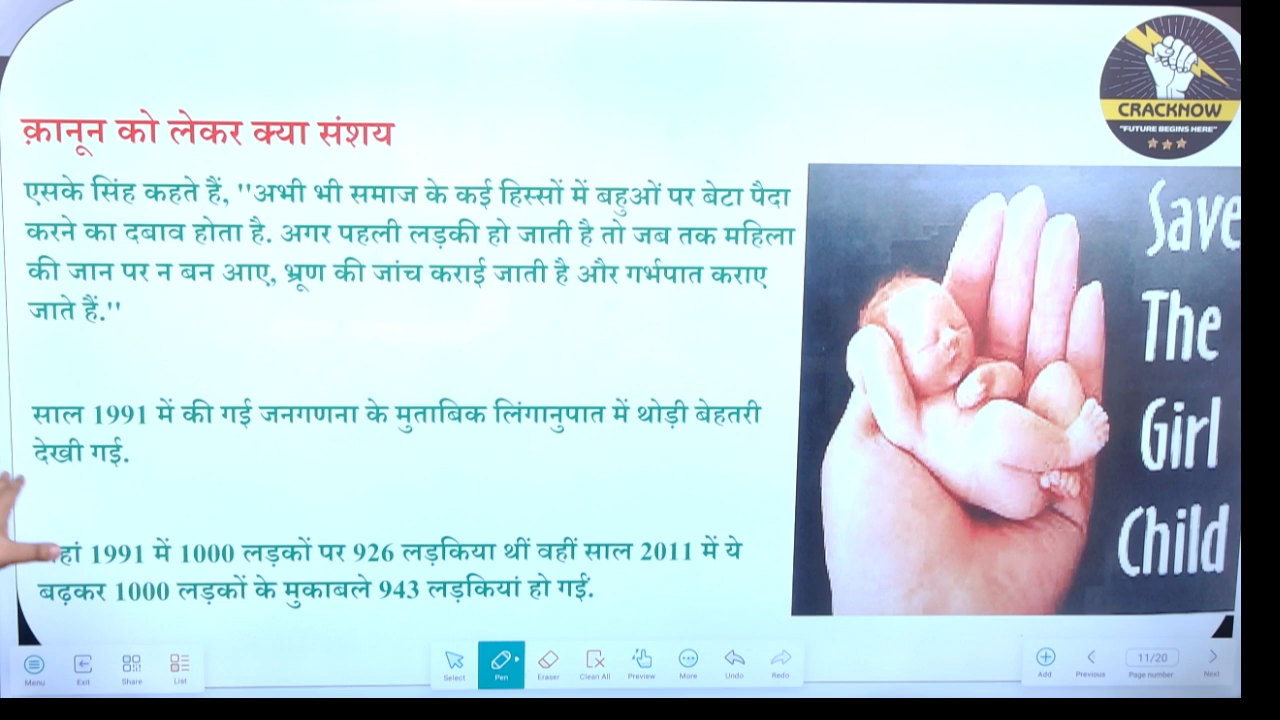 CRACKNOW
"FUTURE BEGINS HERE"
क़ानून को लेकर क्या संशय
एसके सिंह कहते हैं, ''अभी भी समाज के कई हिस्सों में बहुओं पर बेटा पैदा
करने का दबाव होता है. अगर पहली लड़की हो जाती है तो जब तक महिला
की जान पर न बन आए, भ्रूण की जांच कराई जाती है और गर्भपात कराए
जाते हैं.''
साल 1991 में की गई जनगणना के मुताबिक लिंगानुपात में थोड़ी बेहतरी
देखी गई.
1991 में 1000 लड़कों पर 926 लड़किया थीं वहीं साल 2011 में ये
बढ़कर 1000 लड़कों के मुकाबले 943 लड़कियां हो गईं.
Save
The
Girl
Child
Menu Exit Share List Select Pen Eraser Clean All Preview More Undo Redo Add Previous 11/20 Page number Next